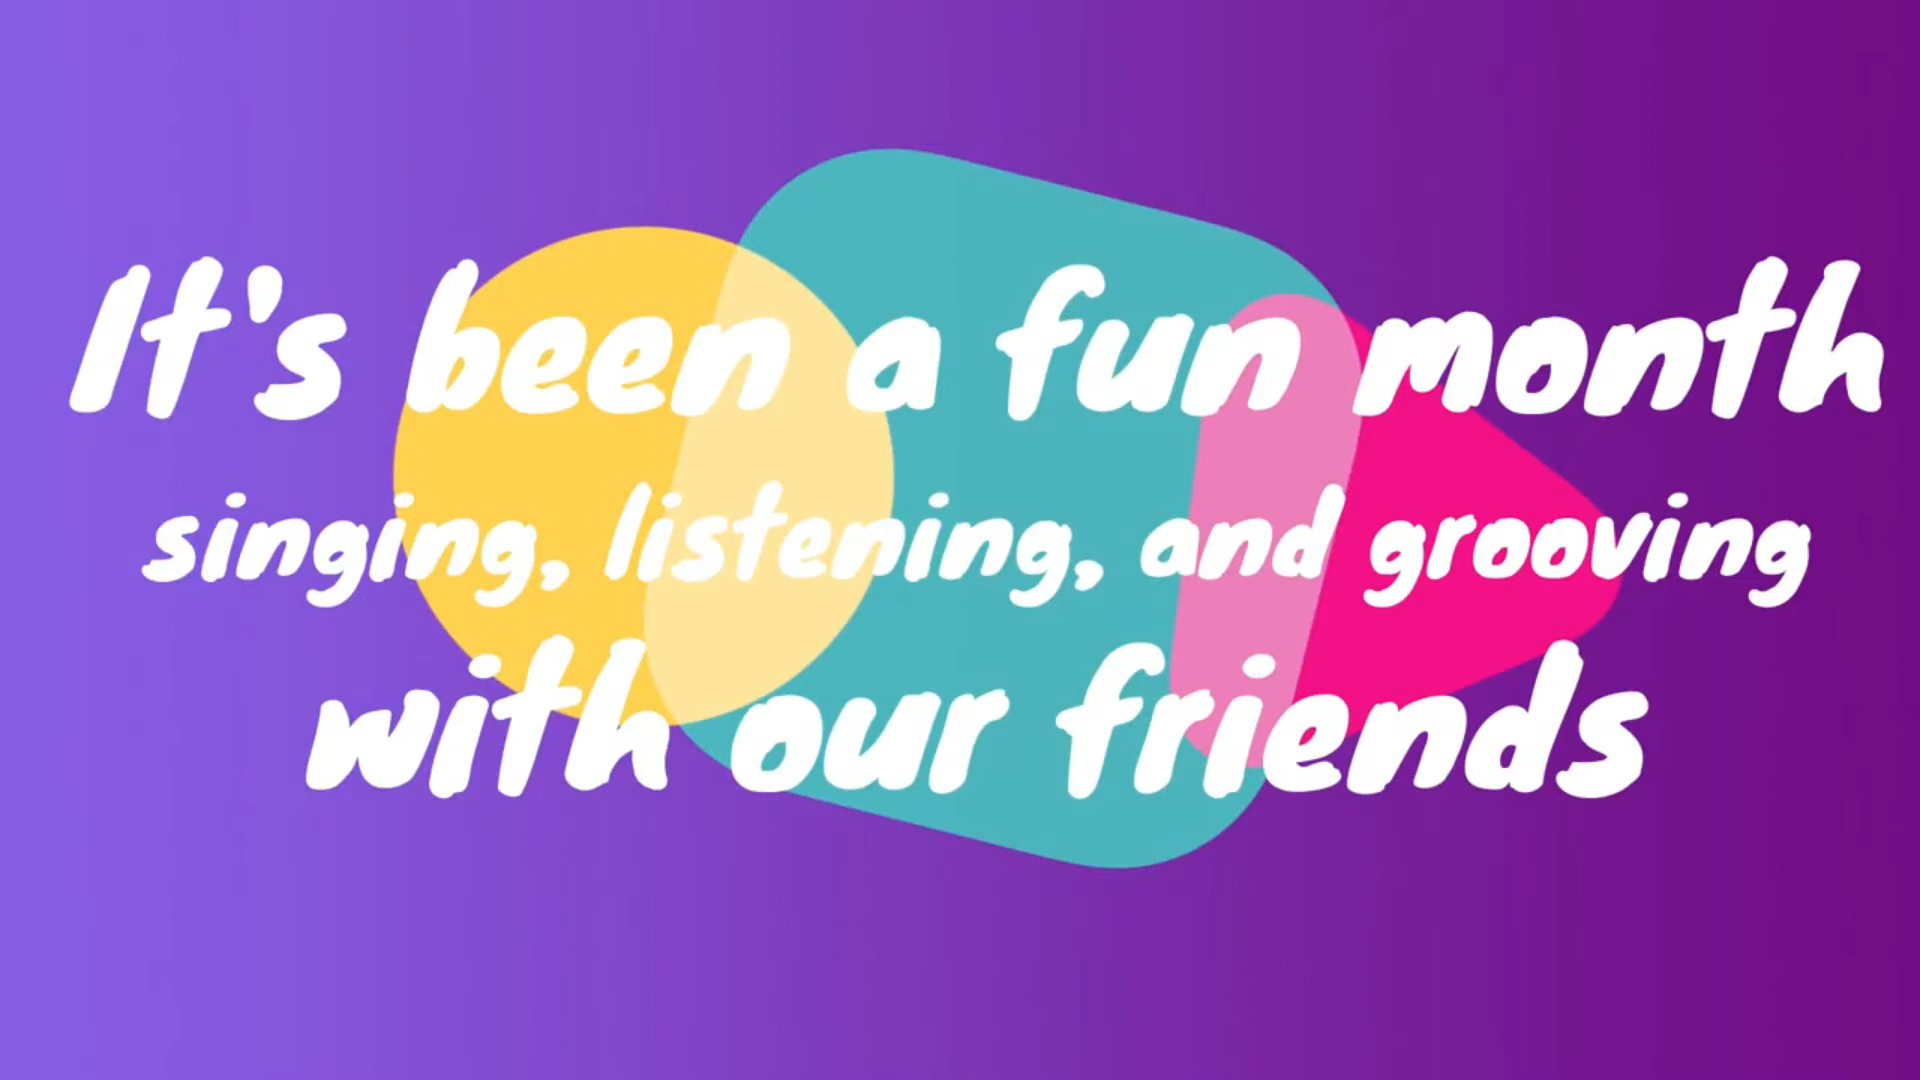 It's been a fun month
singing, listening, and grooving
with our friends